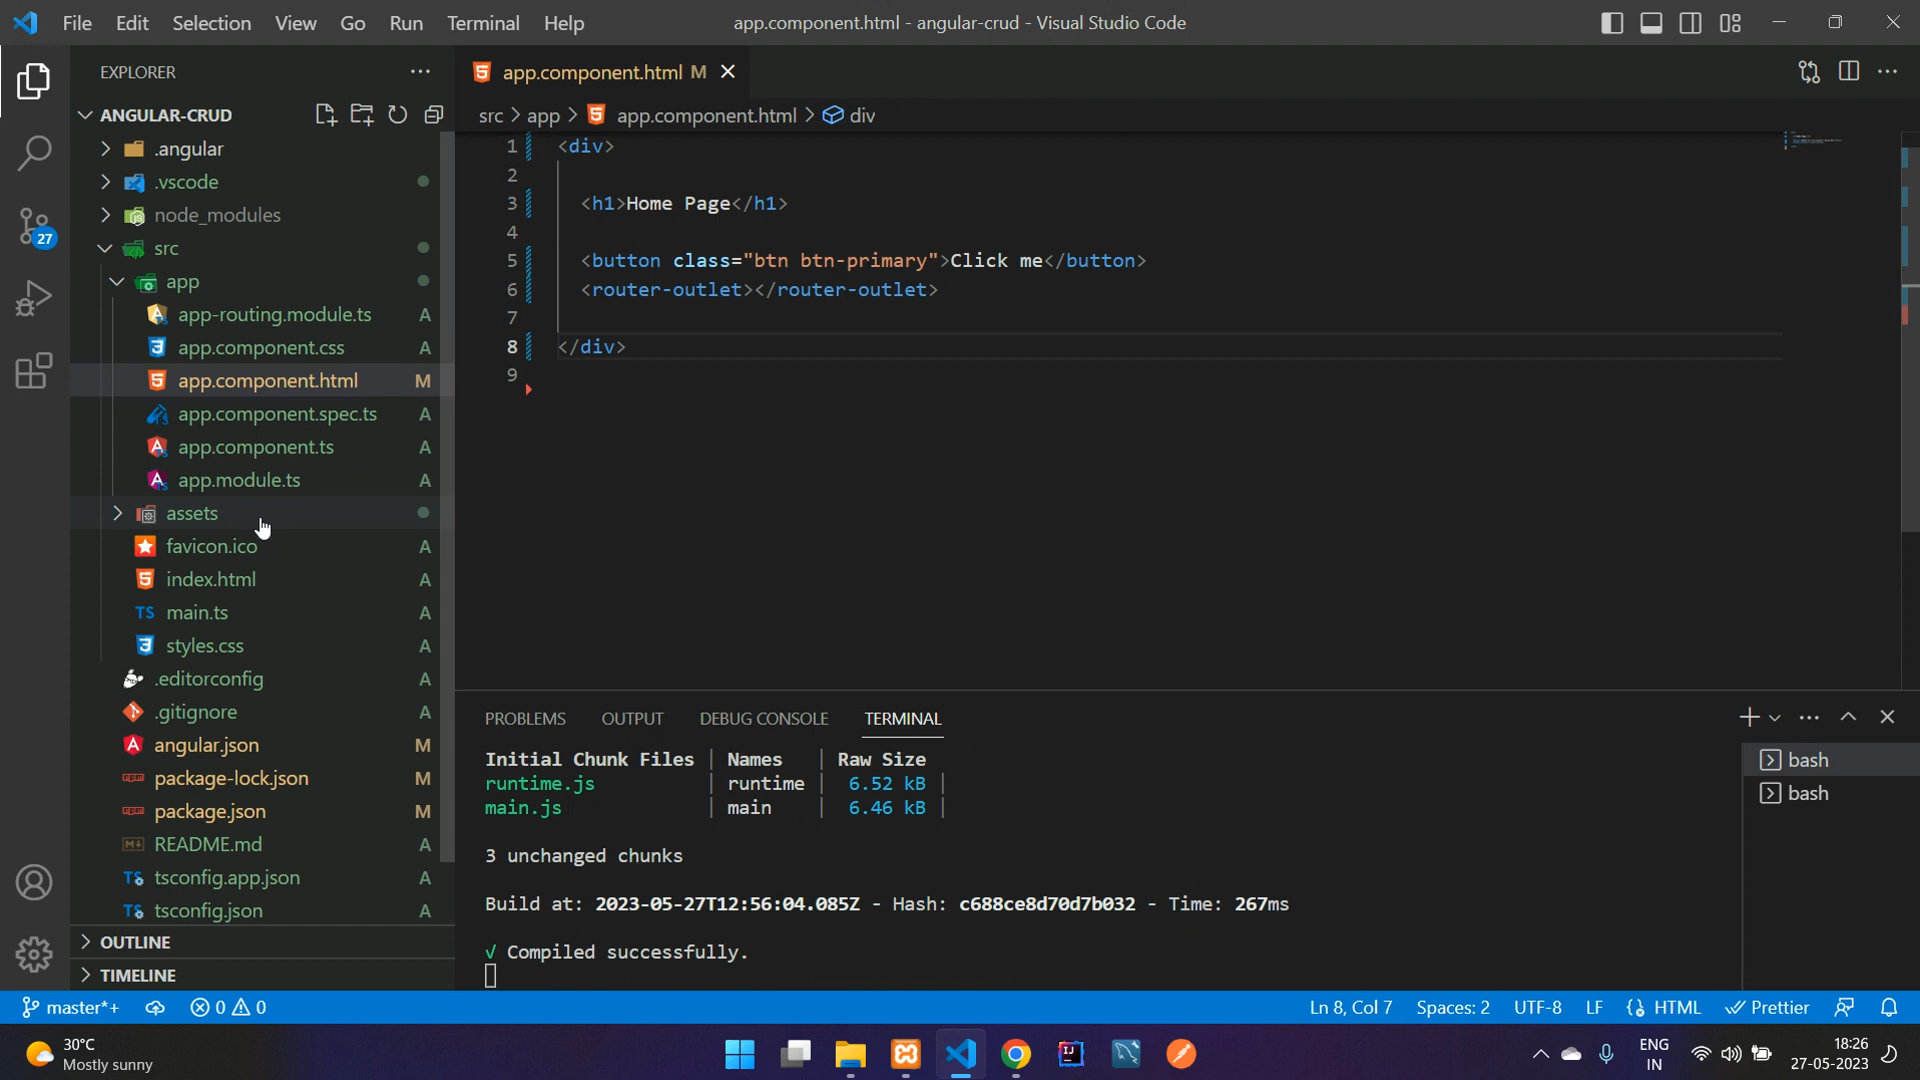 File Edit Selection View Go Run Terminal Help
app.component.html - angular-crud - Visual Studio Code
EXPLORER
ANGULAR-CRUD
.angular
.vscode
node_modules
src
app
app-routing.module.ts A
app.component.css A
app.component.html M
app.component.spec.ts A
app.component.ts A
app.module.ts A
assets
favicon.ico A
index.html A
main.ts A
styles.css A
.editorconfig A
.gitignore A
angular.json M
package-lock.json M
package.json M
README.md A
tsconfig.app.json A
tsconfig.json A
OUTLINE
TIMELINE
27
app.component.html M
src > app > app.component.html > div
1 <div>
2
3 <h1>Home Page</h1>
4
5 <button class="btn btn-primary">Click me</button>
6 <router-outlet></router-outlet>
7
8 </div>
9
PROBLEMS OUTPUT DEBUG CONSOLE TERMINAL
Initial Chunk Files | Names | Raw Size
runtime.js | runtime | 6.52 kB |
main.js | main | 6.46 kB |
3 unchanged chunks
Build at: 2023-05-27T12:56:04.085Z - Hash: c688ce8d70d7b032 - Time: 267ms
√ Compiled successfully.
bash
bash
master*+ 0 0 Ln 8, Col 7 Spaces: 2 UTF-8 LF HTML Prettier
30°C
Mostly sunny
ENG
IN
18:26
27-05-2023